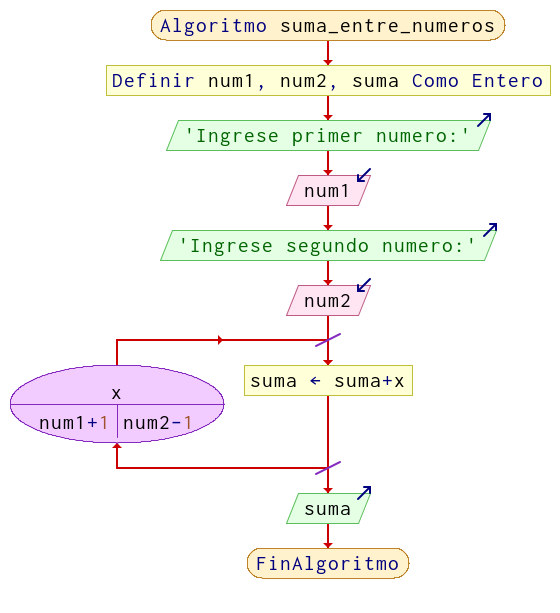 Algoritmo suma_entre_numeros
Definir num1, num2, suma Como Entero
'Ingrese primer numero:'
num1
'Ingrese segundo numero:'
num2
x
num1+1 num2-1
suma ← suma+x
suma
FinAlgoritmo